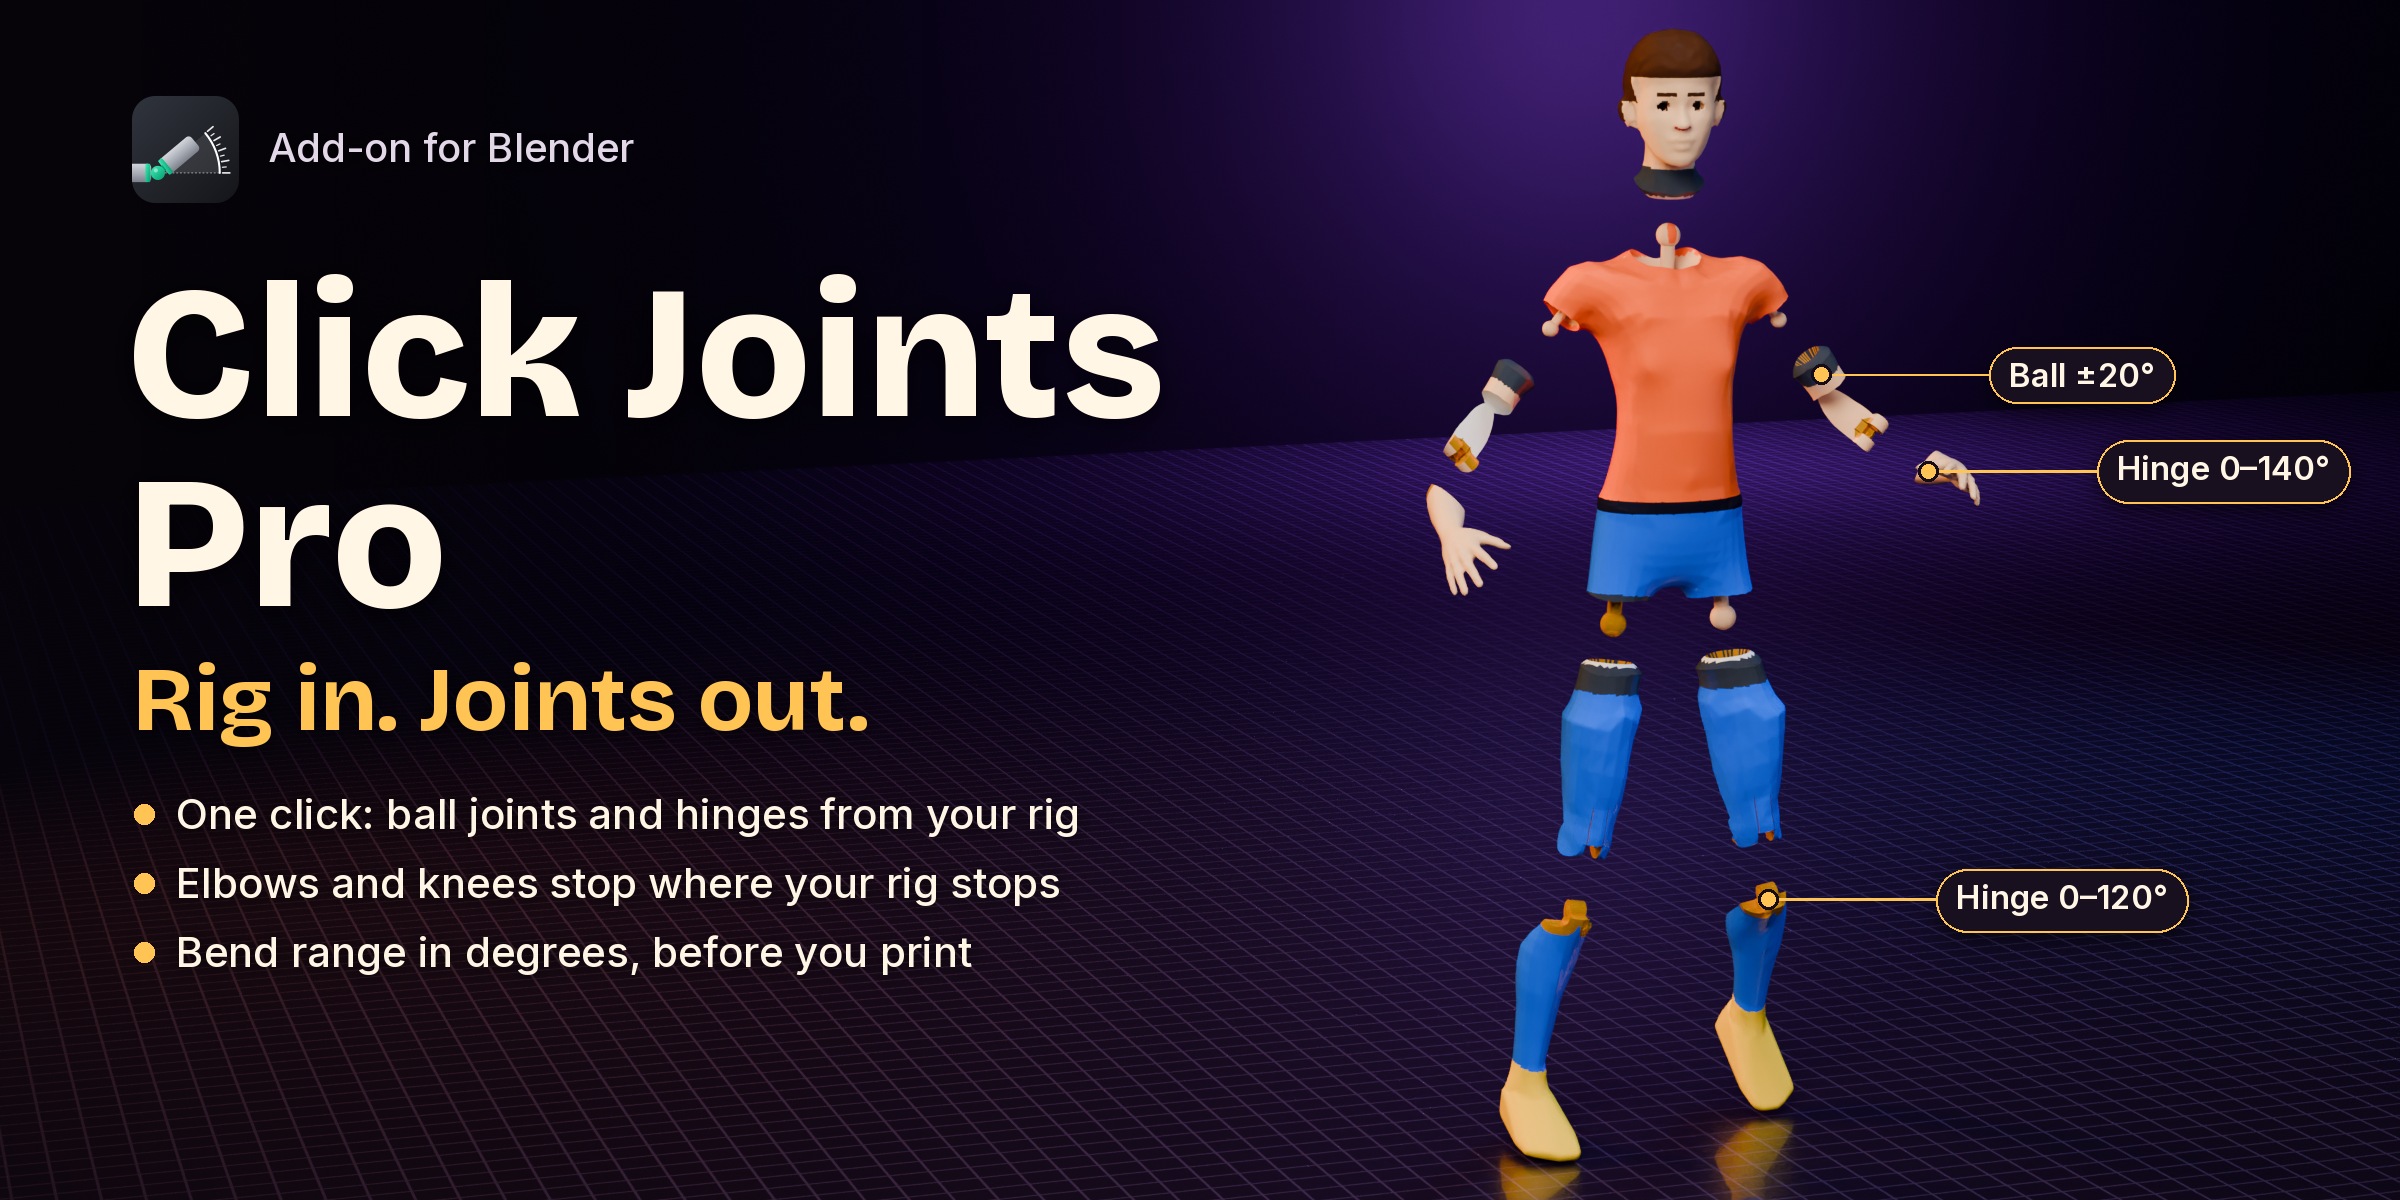 Add-on for Blender
Click Joints
Pro
Rig in. Joints out.
One click: ball joints and hinges from your rig
Elbows and knees stop where your rig stops
Bend range in degrees, before you print
Ball ±20°
Hinge 0–140°
Hinge 0–120°